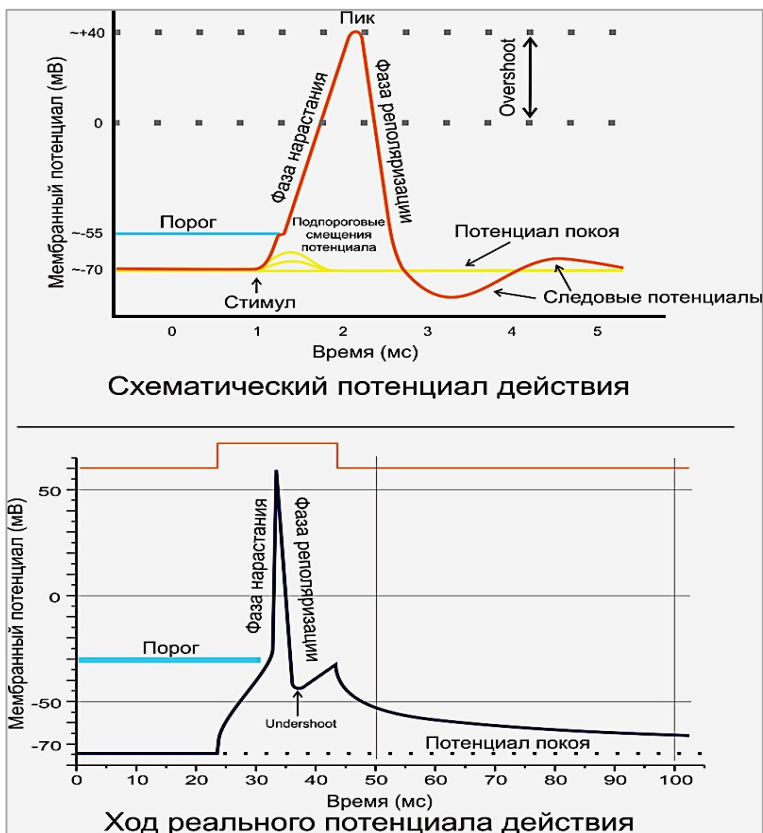 Пик
~+40
Мембранный потенциал (мВ)
Фаза нарастания
Фаза реполяризации
Overshoot
0
Порог
~-55
Подпороговые
смещения
потенциала
Потенциал покоя
~-70
Стимул
Следовые потенциалы
0 1 2 3 4 5
Время (мс)
Схематический потенциал действия
Мембранный потенциал (мВ)
50
Фаза нарастания
Фаза реполяризации
0
Порог
-50
Undershoot
-70
Потенциал покоя
0 10 20 30 40 50 60 70 80 90 100
Время (мс)
Ход реального потенциала действия